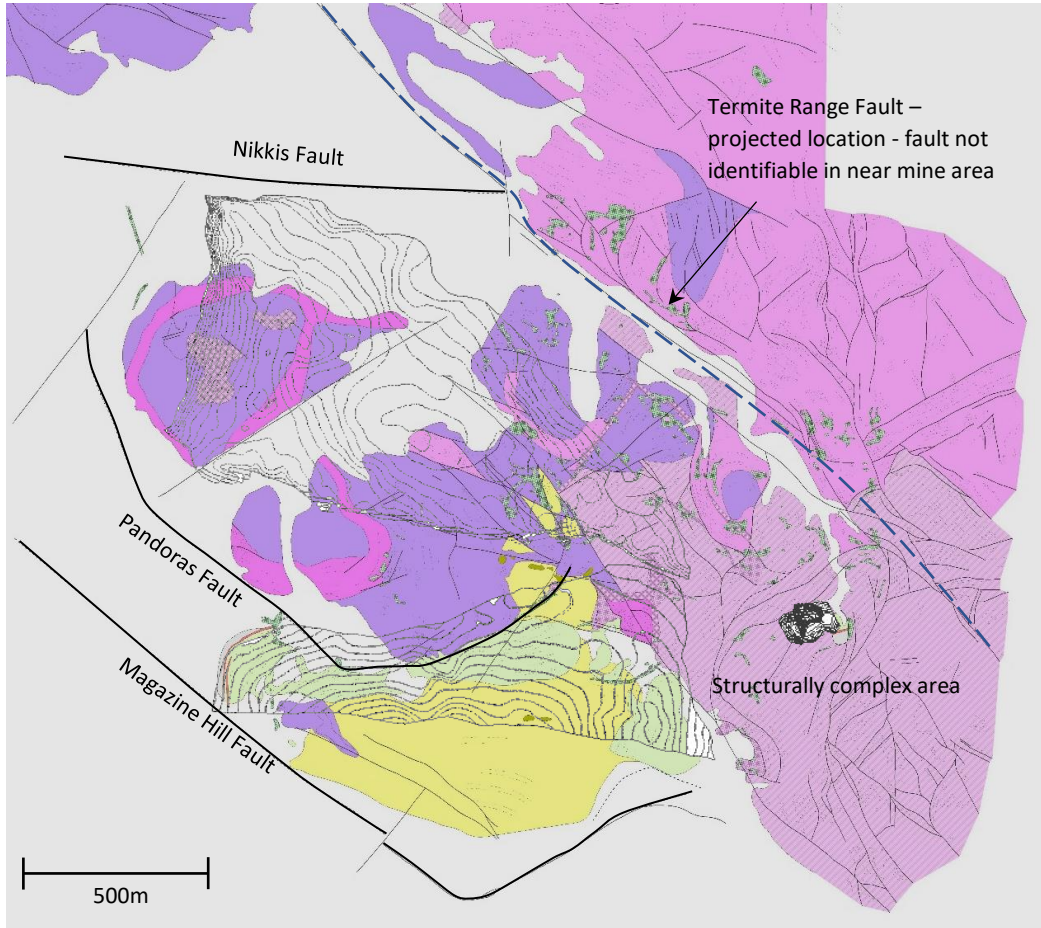 Termite Range Fault –
projected location - fault not
identifiable in near mine area
Nikkis Fault
Pandoras Fault
Magazine Hill Fault
Structurally complex area
500m